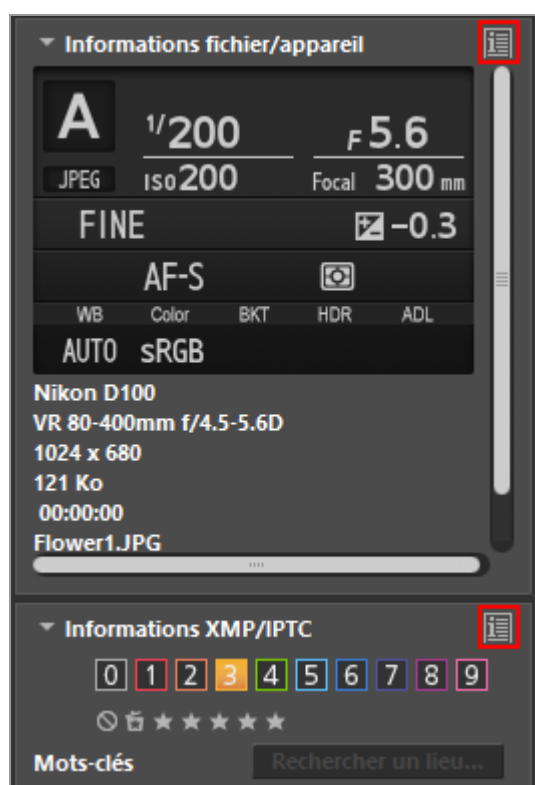 Informations fichier/appareil
A 1/200 F5.6
JPEG ISO200 Focal 300 mm
FINE -0.3
AF-S
WB Color BKT HDR ADL
AUTO sRGB
Nikon D100
VR 80-400mm f/4.5-5.6D
1024 x 680
121 Ko
00:00:00
Flower1.JPG
Informations XMP/IPTC
0 1 2 3 4 5 6 7 8 9
Mots-clés Rechercher un lieu...